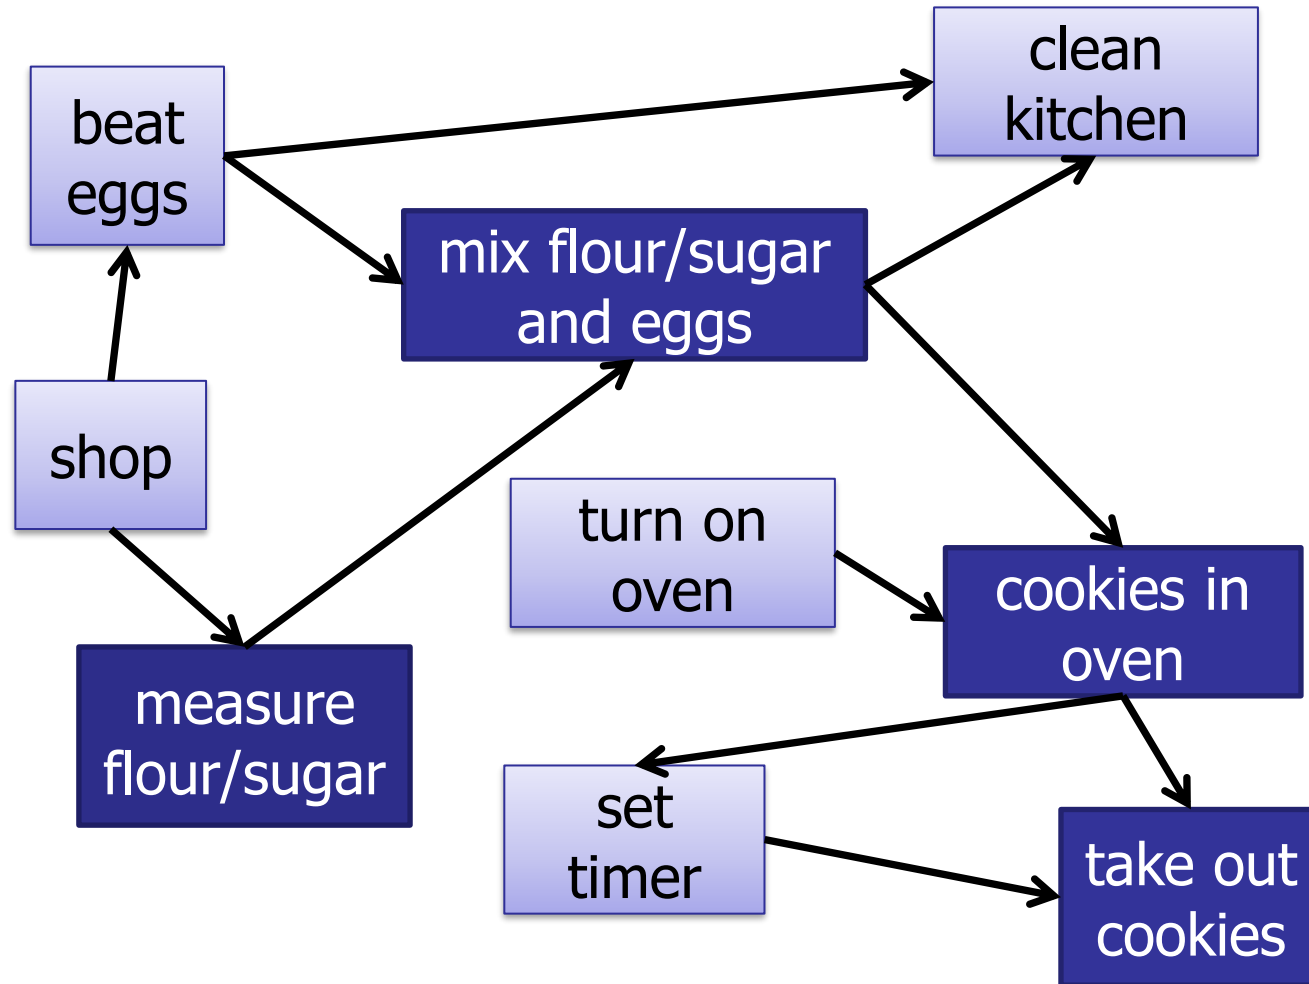 clean
kitchen
beat
eggs
mix flour/sugar
and eggs
shop
turn on
oven
cookies in
oven
measure
flour/sugar
set
timer
take out
cookies